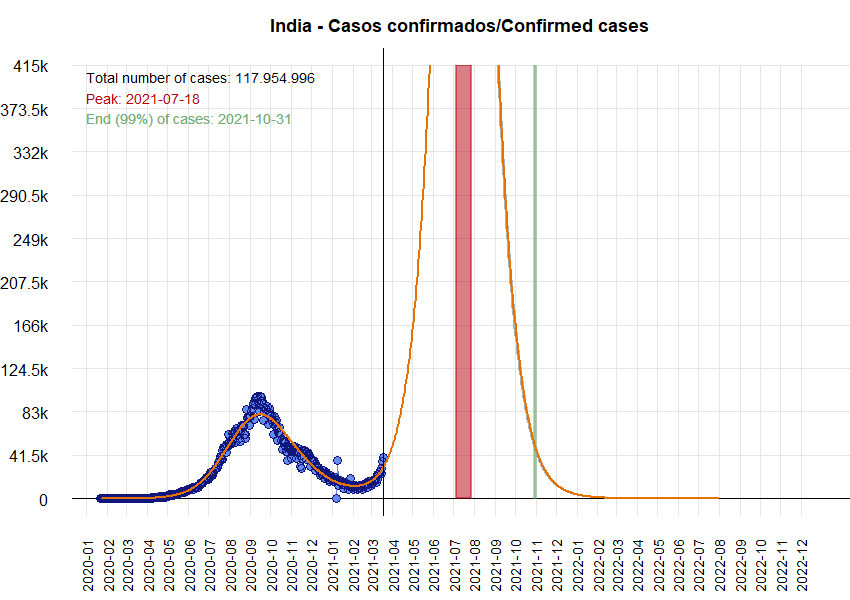 India - Casos confirmados/Confirmed cases
Total number of cases: 117.954.996
Peak: 2021-07-18
End (99%) of cases: 2021-10-31
415k
373.5k
332k
290.5k
249k
207.5k
166k
124.5k
83k
41.5k
0
2020-01
2020-02
2020-03
2020-04
2020-05
2020-06
2020-07
2020-08
2020-09
2020-10
2020-11
2020-12
2021-01
2021-02
2021-03
2021-04
2021-05
2021-06
2021-07
2021-08
2021-09
2021-10
2021-11
2021-12
2022-01
2022-02
2022-03
2022-04
2022-05
2022-06
2022-07
2022-08
2022-09
2022-10
2022-11
2022-12